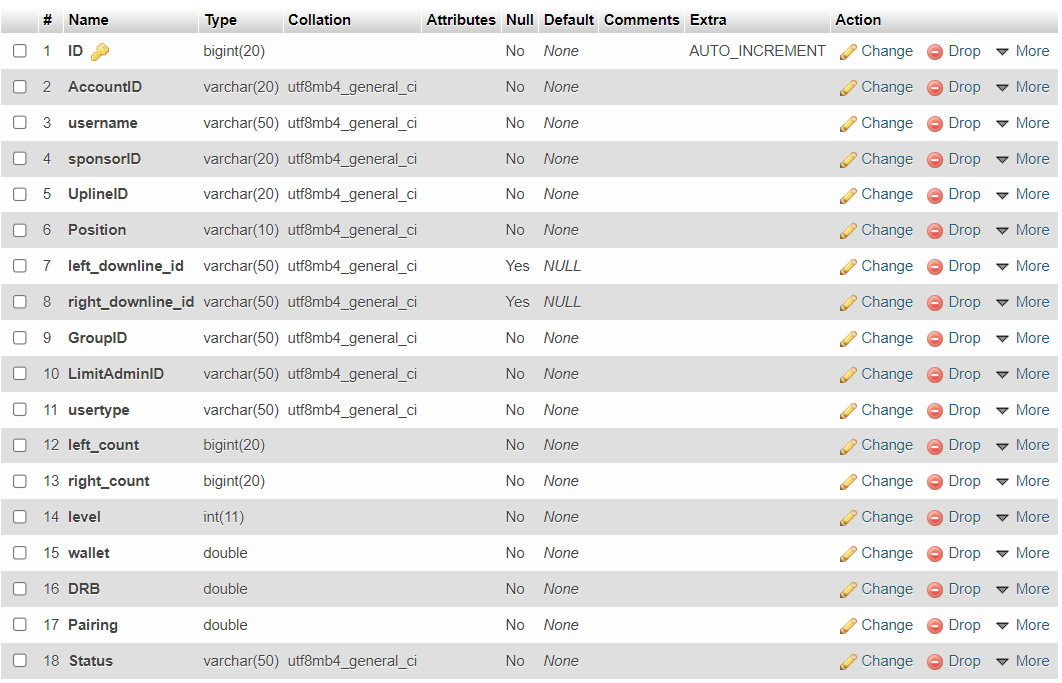 # Name Type Collation Attributes Null Default Comments Extra Action
1 ID bigint(20) No None AUTO_INCREMENT Change Drop More
2 AccountID varchar(20) utf8mb4_general_ci No None Change Drop More
3 username varchar(50) utf8mb4_general_ci No None Change Drop More
4 sponsorID varchar(20) utf8mb4_general_ci No None Change Drop More
5 UplineID varchar(20) utf8mb4_general_ci No None Change Drop More
6 Position varchar(10) utf8mb4_general_ci No None Change Drop More
7 left_downline_id varchar(50) utf8mb4_general_ci Yes NULL Change Drop More
8 right_downline_id varchar(50) utf8mb4_general_ci Yes NULL Change Drop More
9 GroupID varchar(50) utf8mb4_general_ci No None Change Drop More
10 LimitAdminID varchar(50) utf8mb4_general_ci No None Change Drop More
11 usertype varchar(50) utf8mb4_general_ci No None Change Drop More
12 left_count bigint(20) No None Change Drop More
13 right_count bigint(20) No None Change Drop More
14 level int(11) No None Change Drop More
15 wallet double No None Change Drop More
16 DRB double No None Change Drop More
17 Pairing double No None Change Drop More
18 Status varchar(50) utf8mb4_general_ci No None Change Drop More